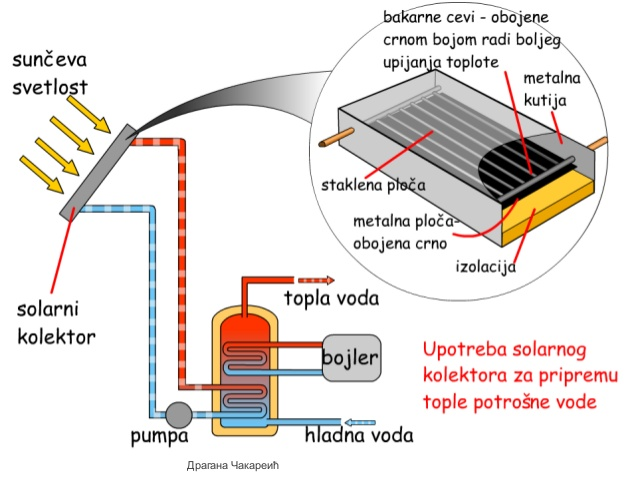 sunčeva
svetlost
bakarne cevi - obojene
crnom bojom radi boljeg
upijanja toplote
metalna
kutija
staklena ploča
metalna ploča-
obojena crno
izolacija
solarni
kolektor
topla voda
bojler
pumpa
hladna voda
Upotreba solarnog
kolektora za pripremu
tople potrošne vode
Драгана Чакареић